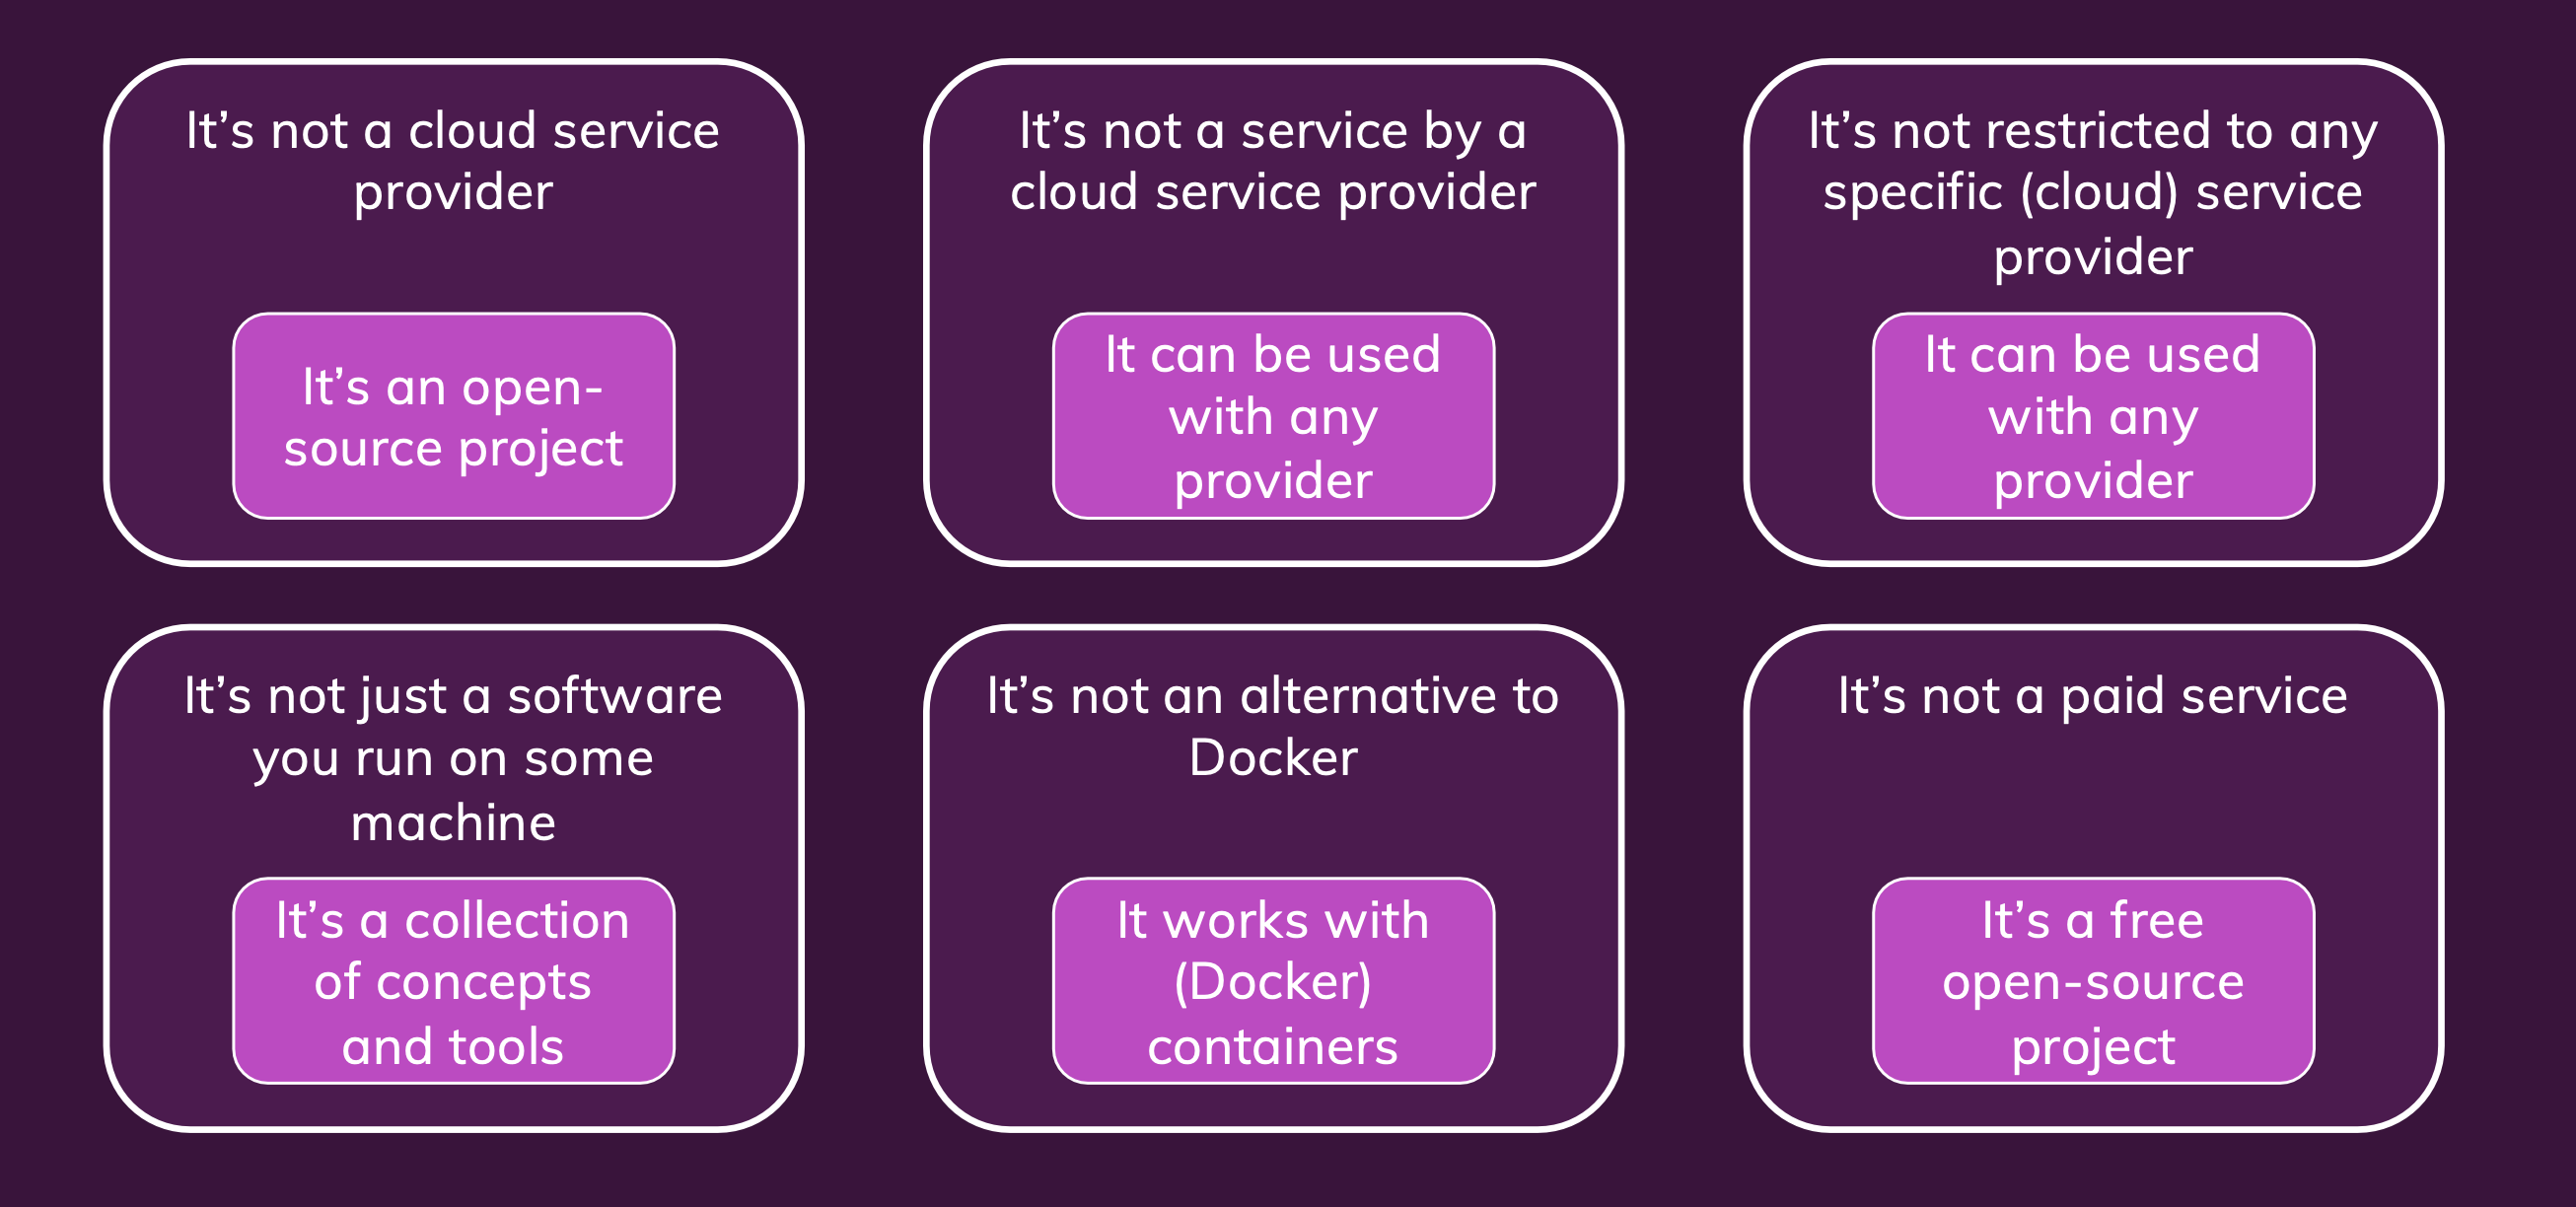 It’s not a cloud service
provider
It’s an open-
source project
It’s not a service by a
cloud service provider
It can be used
with any
provider
It’s not restricted to any
specific (cloud) service
provider
It can be used
with any
provider
It’s not just a software
you run on some
machine
It’s a collection
of concepts
and tools
It’s not an alternative to
Docker
It works with
(Docker)
containers
It’s not a paid service
It’s a free
open-source
project